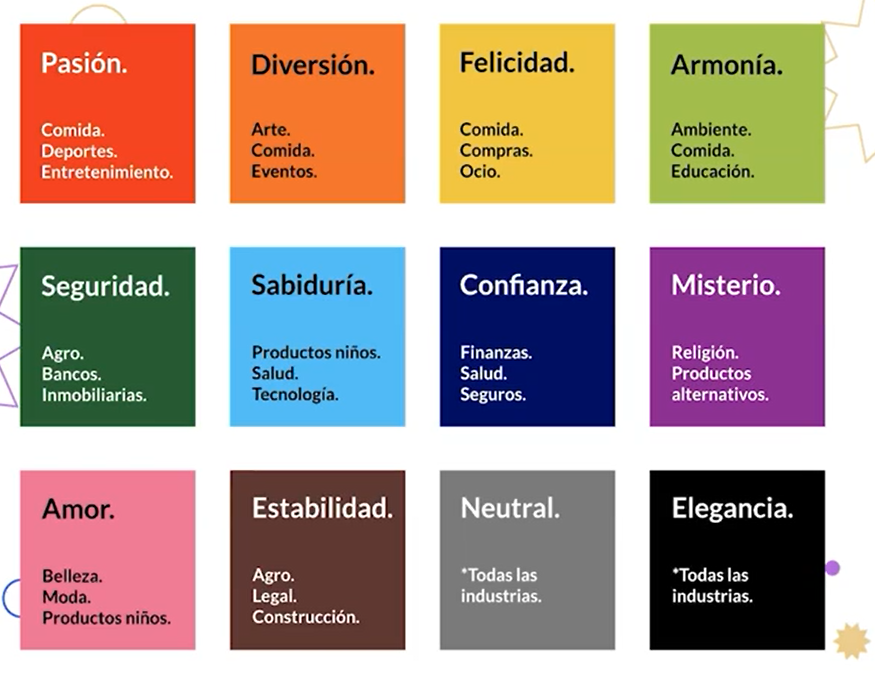 Pasión.
Comida.
Deportes.
Entretenimiento.
Diversión.
Arte.
Comida.
Eventos.
Felicidad.
Comida.
Compras.
Ocio.
Armonía.
Ambiente.
Comida.
Educación.
Seguridad.
Agro.
Bancos.
Inmobiliarias.
Sabiduría.
Productos niños.
Salud.
Tecnología.
Confianza.
Finanzas.
Salud.
Seguros.
Misterio.
Religión.
Productos
alternativos.
Amor.
Belleza.
Moda.
Productos niños.
Estabilidad.
Agro.
Legal.
Construcción.
Neutral.
*Todas las
industrias.
Elegancia.
*Todas las
industrias.